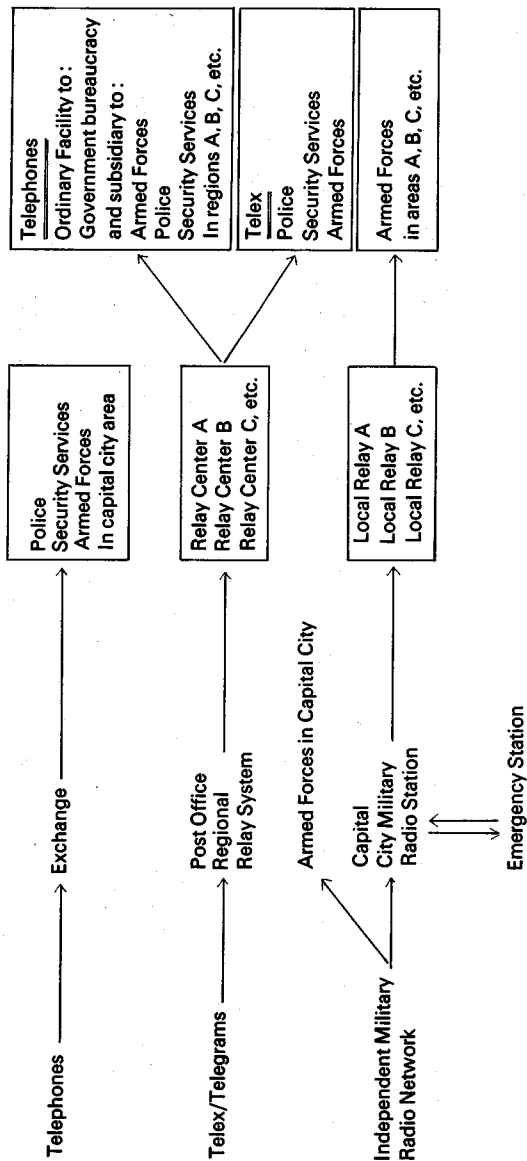 Telephones
Exchange
Police
Security Services
Armed Forces
In capital city area
Telex/Telegrams
Post Office
Regional
Relay System
Relay Center A
Relay Center B
Relay Center C, etc.
Telephones
Ordinary Facility to :
Government bureaucracy
and subsidiary to :
Armed Forces
Police
Security Services
In regions A, B, C, etc.
Telex
Police
Security Services
Armed Forces
Independent Military
Radio Network
Armed Forces in Capital City
Capital
City Military
Radio Station
Emergency Station
Local Relay A
Local Relay B
Local Relay C, etc.
Armed Forces
in areas A, B, C, etc.